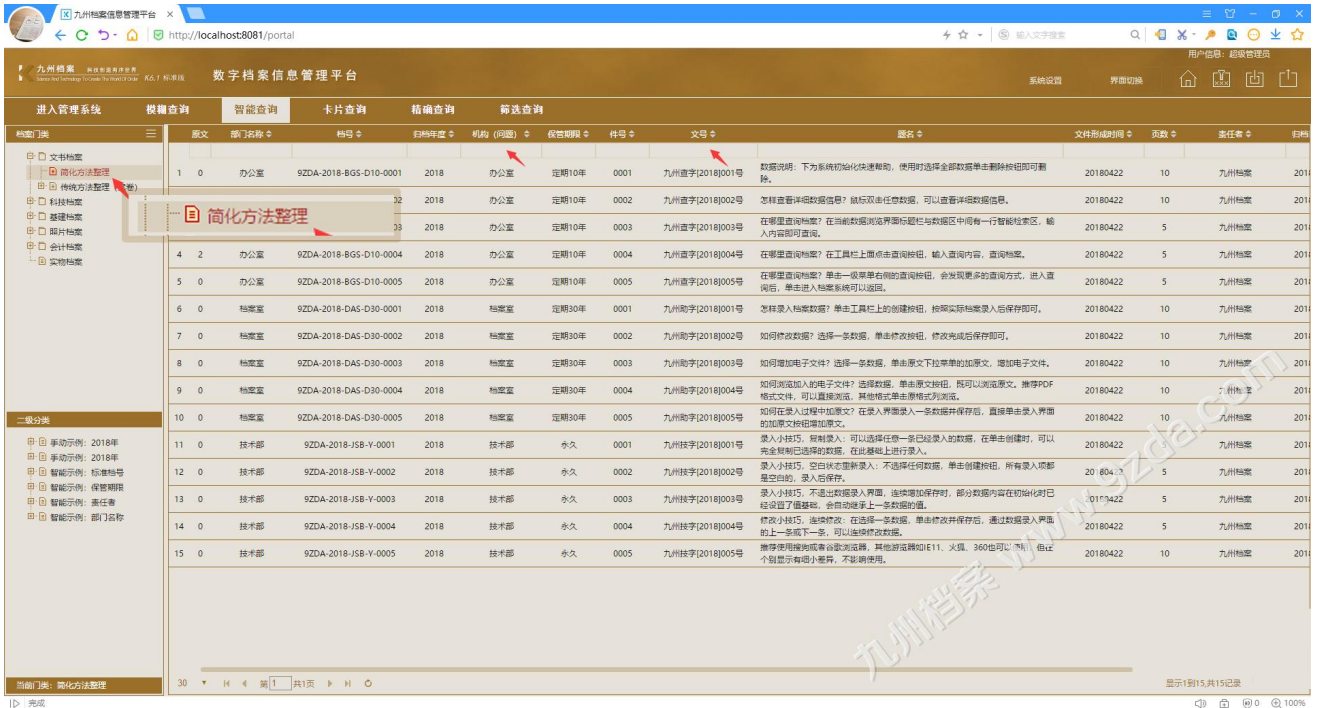 九州档案信息管理平台
http://localhost:8081/portal
输入文字搜索
用户信息：超级管理员
九州档案 K6.1 标准版
数字档案信息管理平台
系统设置 界面切换
进入管理系统 模糊查询 智能查询 卡片查询 精确查询 筛选查询
档案门类
文书档案
简化方法整理
传统方法整理
科技档案
基建档案
照片档案
会计档案
实物档案
简化方法整理
二级分类
手动示例：2018年
手动示例：2018年
智能示例：标准档号
智能示例：保管期限
智能示例：责任者
智能示例：部门名称
当前门类：简化方法整理
原文 部门名称 档号 归档年度 机构（问题） 保管期限 件号 文号 题名 文件形成时间 页数 责任者 归档
1 0 办公室 9ZDA-2018-BGS-D10-0001 2018 办公室 定期10年 0001 九州查字[2018]001号 数据说明：下为系统初始化快速帮助，使用时选择全部数据单击删除按钮即可删 20180422 10 九州档案 201
除。
02 2018 办公室 定期10年 0002 九州查字[2018]002号 怎样查看详细数据信息？鼠标双击任意数据，可以查看详细数据信息。 20180422 10 九州档案 201
03 2018 办公室 定期10年 0003 九州查字[2018]003号 在哪里查询档案？在当前数据浏览界面标题栏与数据区中间有一行智能检索区，输 20180422 5 九州档案 201
入内容即可查询。
4 2 办公室 9ZDA-2018-BGS-D10-0004 2018 办公室 定期10年 0004 九州查字[2018]004号 在哪里查询档案？在工具栏上面点击查询按钮，输入查询内容，查询档案。 20180422 5 九州档案 201
5 0 办公室 9ZDA-2018-BGS-D10-0005 2018 办公室 定期10年 0005 九州查字[2018]005号 在哪里查询档案？单击一级菜单右侧的查询按钮，会发现更多的查询方式，进入查 20180422 5 九州档案 201
询后，单击进入档案系统可以返回。
6 0 档案室 9ZDA-2018-DAS-D30-0001 2018 档案室 定期30年 0001 九州助字[2018]001号 怎样录入档案数据？单击工具栏上的创建按钮，按照实际档案录入后保存即可。 20180422 10 九州档案 201
7 0 档案室 9ZDA-2018-DAS-D30-0002 2018 档案室 定期30年 0002 九州助字[2018]002号 如何修改数据？选择一条数据，单击修改按钮，修改完成后保存即可。 20180422 10 九州档案 201
8 0 档案室 9ZDA-2018-DAS-D30-0003 2018 档案室 定期30年 0003 九州助字[2018]003号 如何增加电子文件？选择一条数据，单击原文下拉菜单的加原文，增加电子文件。 20180422 10 九州档案 201
9 0 档案室 9ZDA-2018-DAS-D30-0004 2018 档案室 定期30年 0004 九州助字[2018]004号 如何浏览加入的电子文件？选择数据，单击原文按钮，既可以浏览原文。推荐PDF 20180422 10 九州档案 201
格式文件，可以直接浏览，其他格式单击原格式列浏览。
10 0 档案室 9ZDA-2018-DAS-D30-0005 2018 档案室 定期30年 0005 九州助字[2018]005号 如何在录入过程中加原文？在录入界面录入一条数据并保存后，直接单击录入界面 20180422 10 九州档案 201
的加原文按钮增加原文。
11 0 技术部 9ZDA-2018-JSB-Y-0001 2018 技术部 永久 0001 九州技字[2018]001号 录入小技巧，复制录入：可以选择任意一条已经录入的数据，在单击创建时，可以 20180422 5 九州档案 201
完全复制已选择的数据，在此基础上进行录入。
12 0 技术部 9ZDA-2018-JSB-Y-0002 2018 技术部 永久 0002 九州技字[2018]002号 录入小技巧，空白状态重新录入：不选择任何数据，单击创建按钮，所有录入项都 20180422 5 九州档案 201
是空白的，录入后保存。
13 0 技术部 9ZDA-2018-JSB-Y-0003 2018 技术部 永久 0003 九州技字[2018]003号 录入小技巧，不退出数据录入界面，连续增加保存时，部分数据内容在初始化时已 20180422 5 九州档案 201
经设置了值基础，会自动继承上一条数据的值。
14 0 技术部 9ZDA-2018-JSB-Y-0004 2018 技术部 永久 0004 九州技字[2018]004号 修改小技巧，连续修改：在选择一条数据，单击修改并保存后，通过数据录入界面 20180422 5 九州档案 201
的上一条或下一条，可以连续修改数据。
15 0 技术部 9ZDA-2018-JSB-Y-0005 2018 技术部 永久 0005 九州技字[2018]005号 推荐使用搜狗或者谷歌浏览器，其他游览器如IE11、火狐、360也可以使用，但在 20180422 10 九州档案 201
个别显示有细小差异，不影响使用。
九州档案 www.9zda.com
30 第 1 共1页 显示1到15,共15记录
完成 0 100%